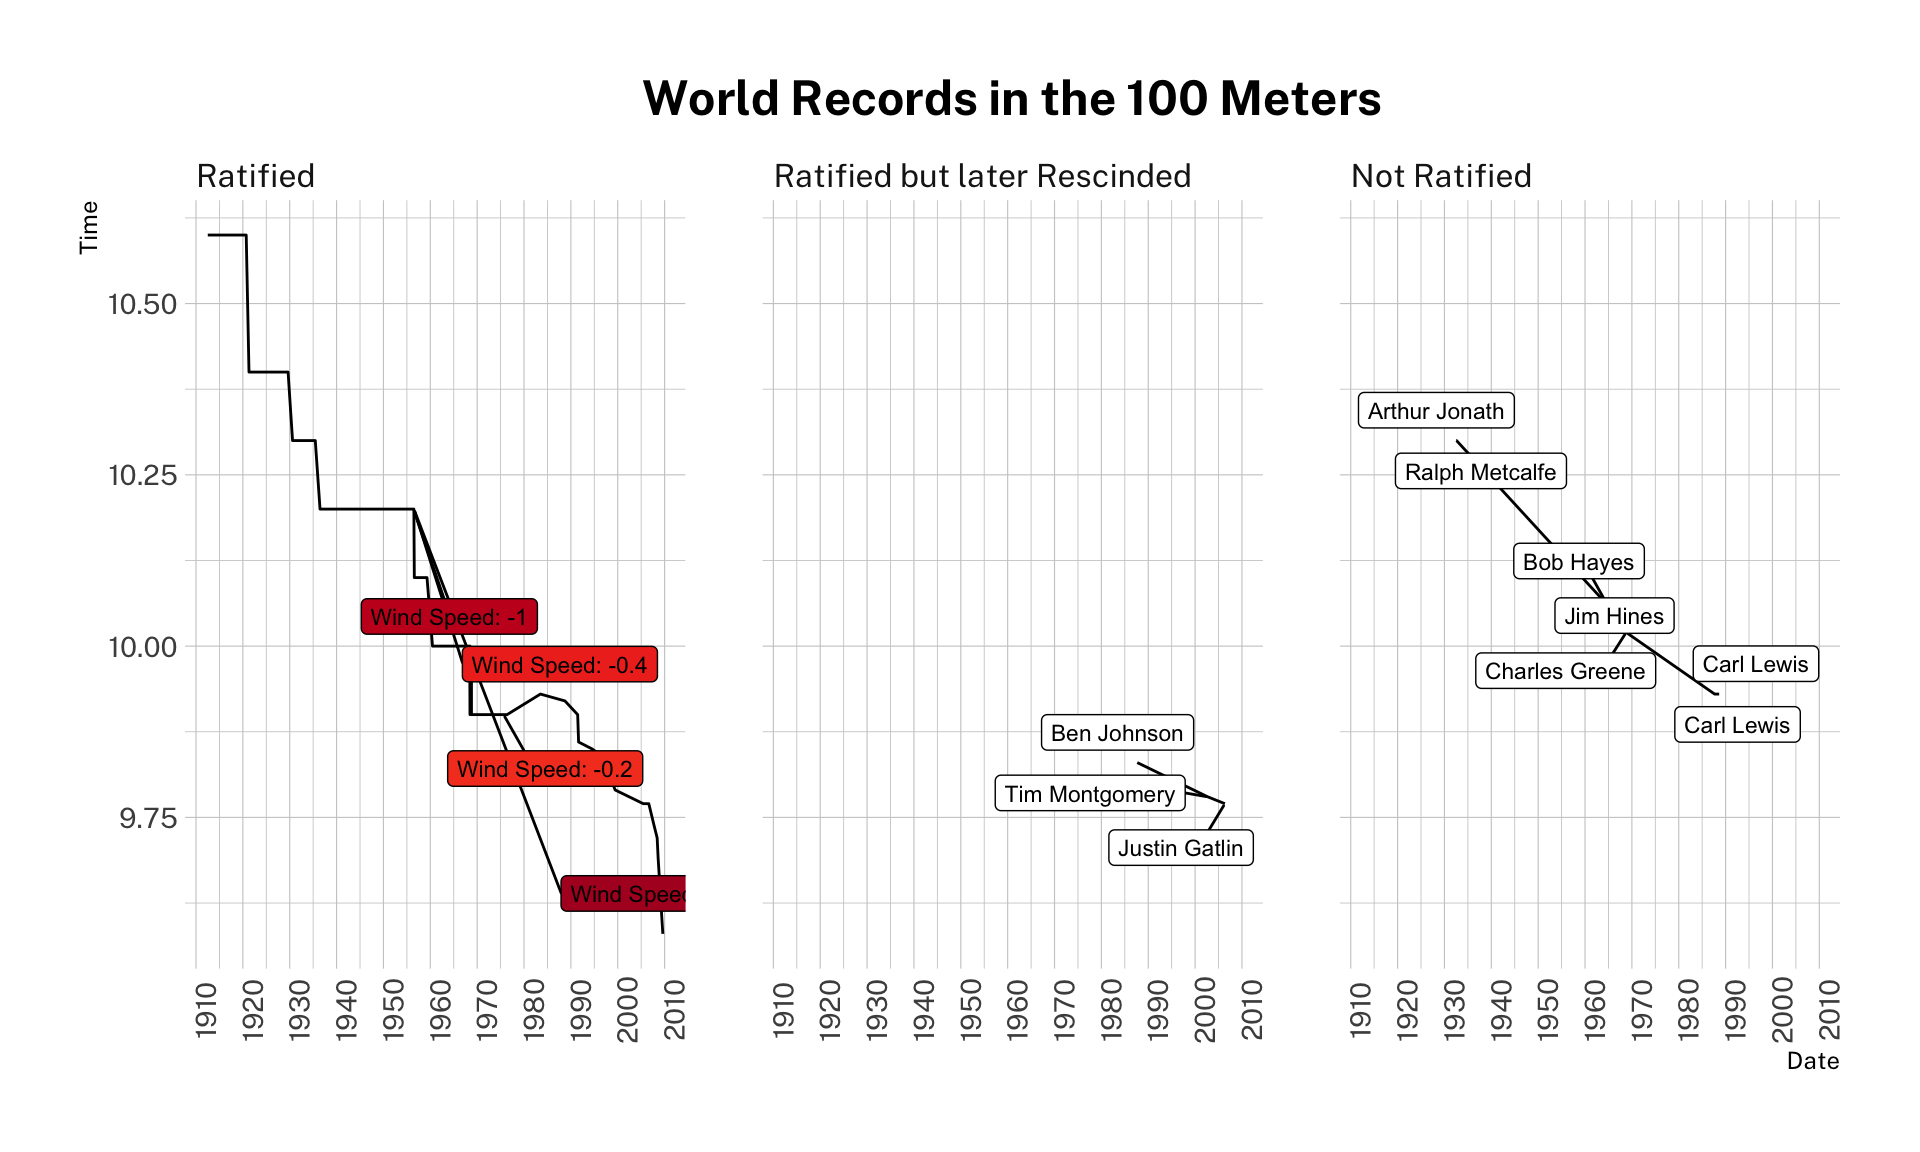 World Records in the 100 Meters
Ratified
Ratified but later Rescinded
Not Ratified
Time
10.50
10.25
10.00
9.75
Wind Speed: -1
Wind Speed: -0.4
Wind Speed: -0.2
Wind
Ben Johnson
Tim Montgomery
Justin Gatlin
Arthur Jonath
Ralph Metcalfe
Bob Hayes
Jim Hines
Charles Greene
Carl Lewis
Carl Lewis
1910 1920 1930 1940 1950 1960 1970 1980 1990 2000 2010
1910 1920 1930 1940 1950 1960 1970 1980 1990 2000 2010
1910 1920 1930 1940 1950 1960 1970 1980 1990 2000 2010
Date